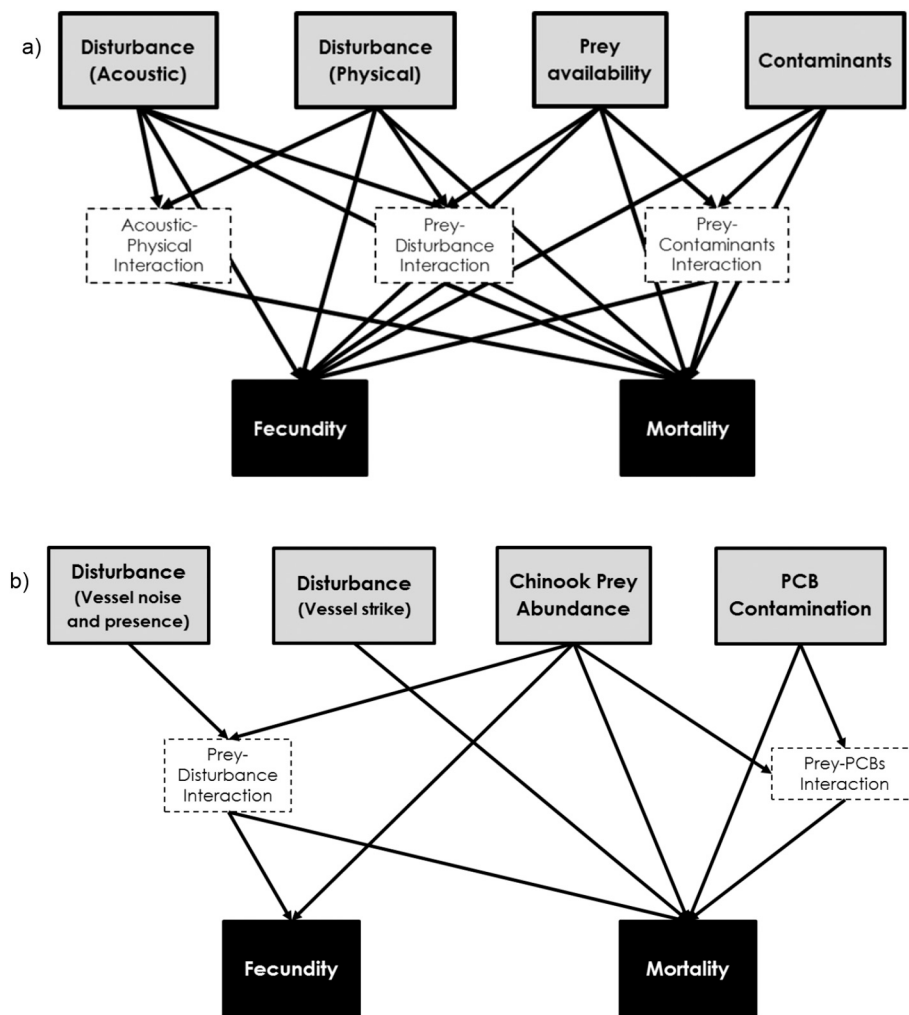 a)
Disturbance
(Acoustic)
Disturbance
(Physical)
Prey
availability
Contaminants
Acoustic-
Physical
Interaction
Prey-
Disturbance
Interaction
Prey-
Contaminants
Interaction
Fecundity
Mortality
b)
Disturbance
(Vessel noise
and presence)
Disturbance
(Vessel strike)
Chinook Prey
Abundance
PCB
Contamination
Prey-
Disturbance
Interaction
Prey-PCBs
Interaction
Fecundity
Mortality